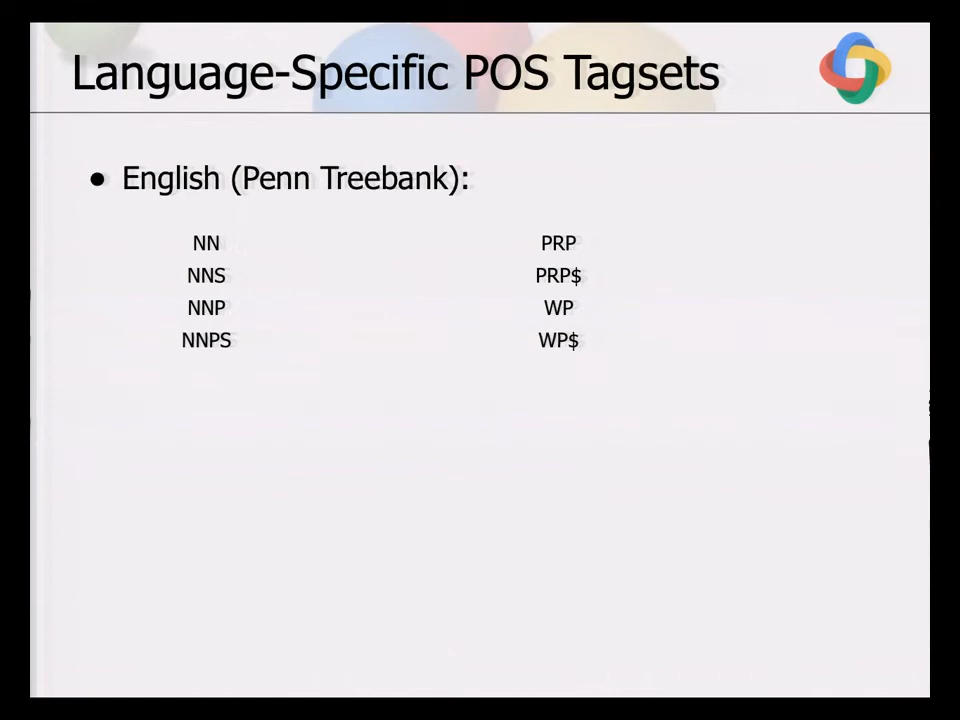 Language-Specific POS Tagsets
● English (Penn Treebank):
NN PRP
NNS PRP$
NNP WP
NNPS WP$